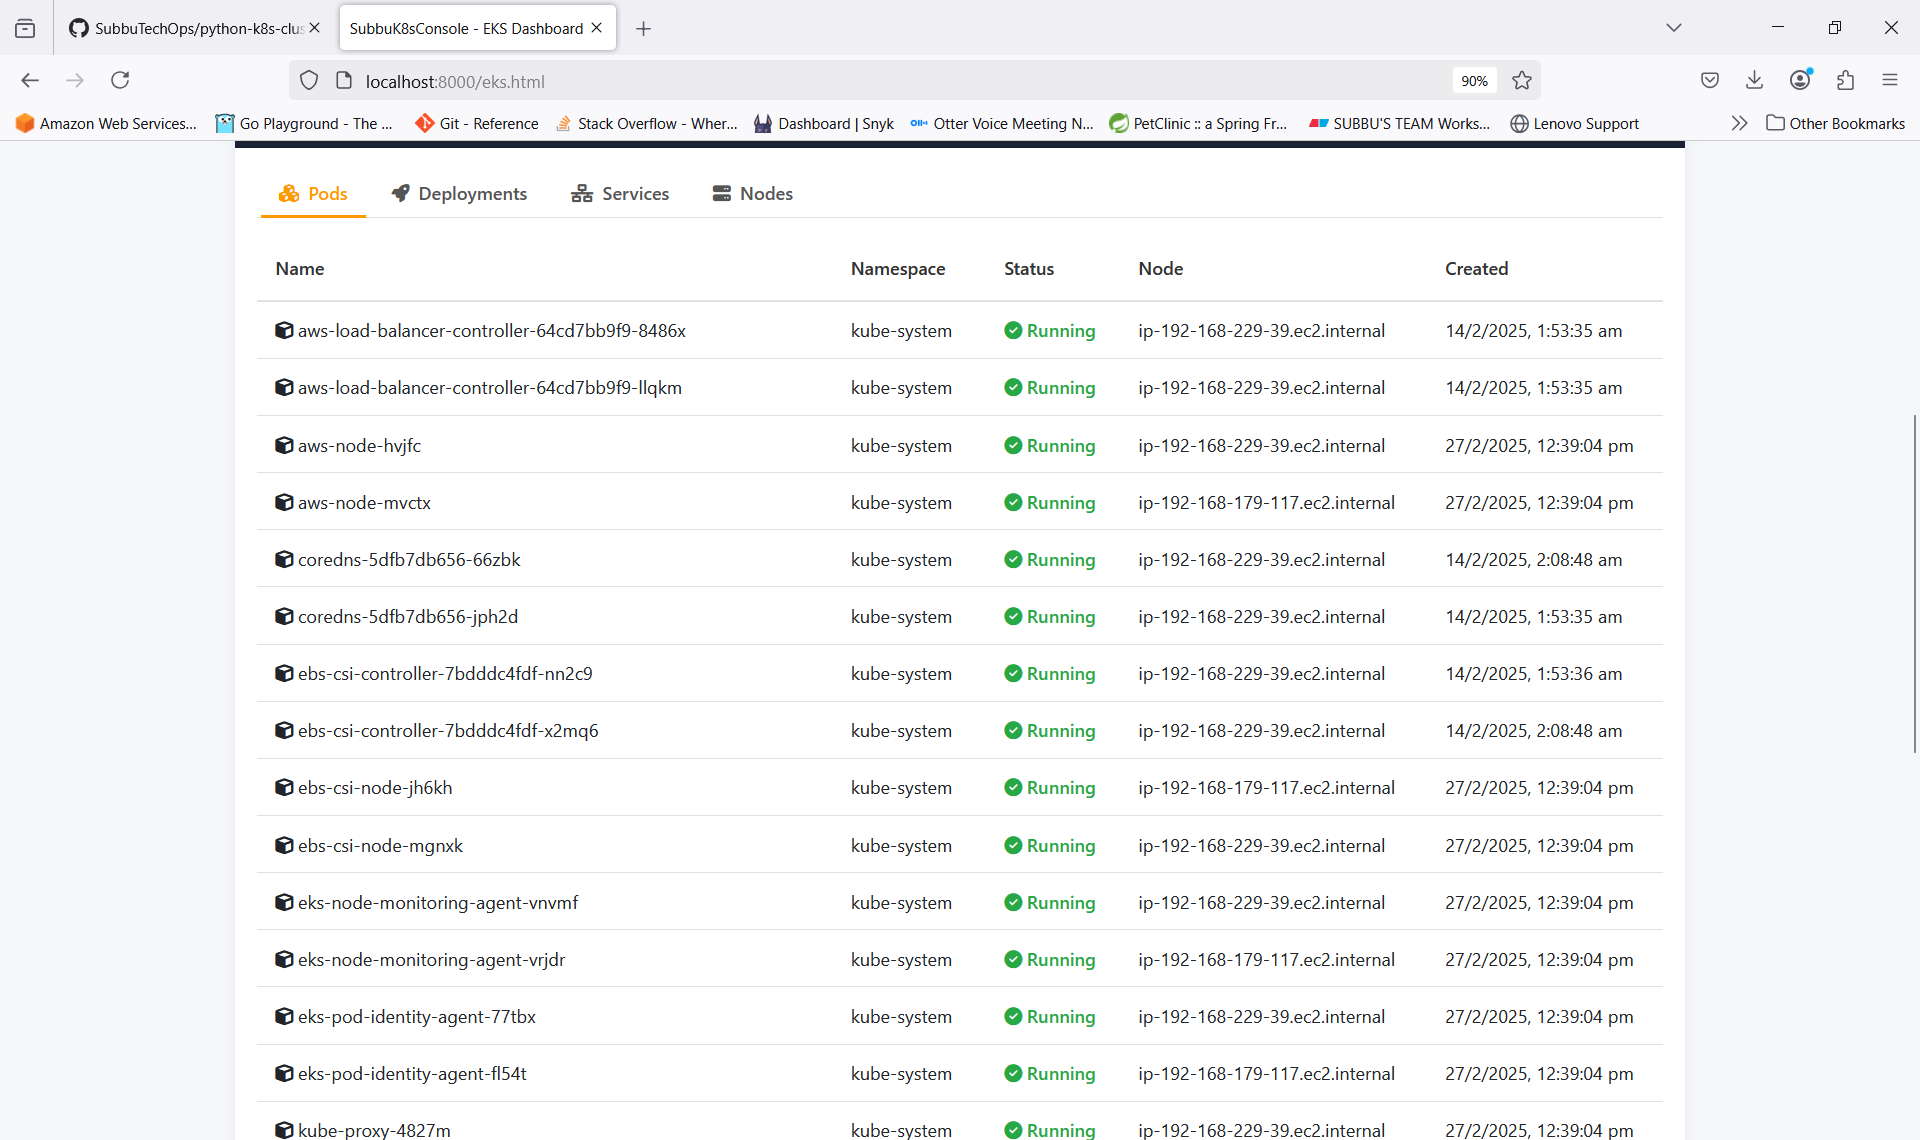 SubbuTechOps/python-k8s-clus
SubbuK8sConsole - EKS Dashboard
localhost:8000/eks.html
90%
Amazon Web Services...
Go Playground - The ...
Git - Reference
Stack Overflow - Wher...
Dashboard | Snyk
Otter Voice Meeting N...
PetClinic :: a Spring Fr...
SUBBU'S TEAM Works...
Lenovo Support
Other Bookmarks
Pods Deployments Services Nodes
Name Namespace Status Node Created
aws-load-balancer-controller-64cd7bb9f9-8486x kube-system Running ip-192-168-229-39.ec2.internal 14/2/2025, 1:53:35 am
aws-load-balancer-controller-64cd7bb9f9-llqkm kube-system Running ip-192-168-229-39.ec2.internal 14/2/2025, 1:53:35 am
aws-node-hvjfc kube-system Running ip-192-168-229-39.ec2.internal 27/2/2025, 12:39:04 pm
aws-node-mvctx kube-system Running ip-192-168-179-117.ec2.internal 27/2/2025, 12:39:04 pm
coredns-5dfb7db656-66zbk kube-system Running ip-192-168-229-39.ec2.internal 14/2/2025, 2:08:48 am
coredns-5dfb7db656-jph2d kube-system Running ip-192-168-229-39.ec2.internal 14/2/2025, 1:53:35 am
ebs-csi-controller-7bdddc4fdf-nn2c9 kube-system Running ip-192-168-229-39.ec2.internal 14/2/2025, 1:53:36 am
ebs-csi-controller-7bdddc4fdf-x2mq6 kube-system Running ip-192-168-229-39.ec2.internal 14/2/2025, 2:08:48 am
ebs-csi-node-jh6kh kube-system Running ip-192-168-179-117.ec2.internal 27/2/2025, 12:39:04 pm
ebs-csi-node-mgnxk kube-system Running ip-192-168-229-39.ec2.internal 27/2/2025, 12:39:04 pm
eks-node-monitoring-agent-vnvmf kube-system Running ip-192-168-229-39.ec2.internal 27/2/2025, 12:39:04 pm
eks-node-monitoring-agent-vrjdr kube-system Running ip-192-168-179-117.ec2.internal 27/2/2025, 12:39:04 pm
eks-pod-identity-agent-77tbx kube-system Running ip-192-168-229-39.ec2.internal 27/2/2025, 12:39:04 pm
eks-pod-identity-agent-fl54t kube-system Running ip-192-168-179-117.ec2.internal 27/2/2025, 12:39:04 pm
kube-proxy-4827m kube-system Running ip-192-168-229-39.ec2.internal 27/2/2025, 12:39:04 pm